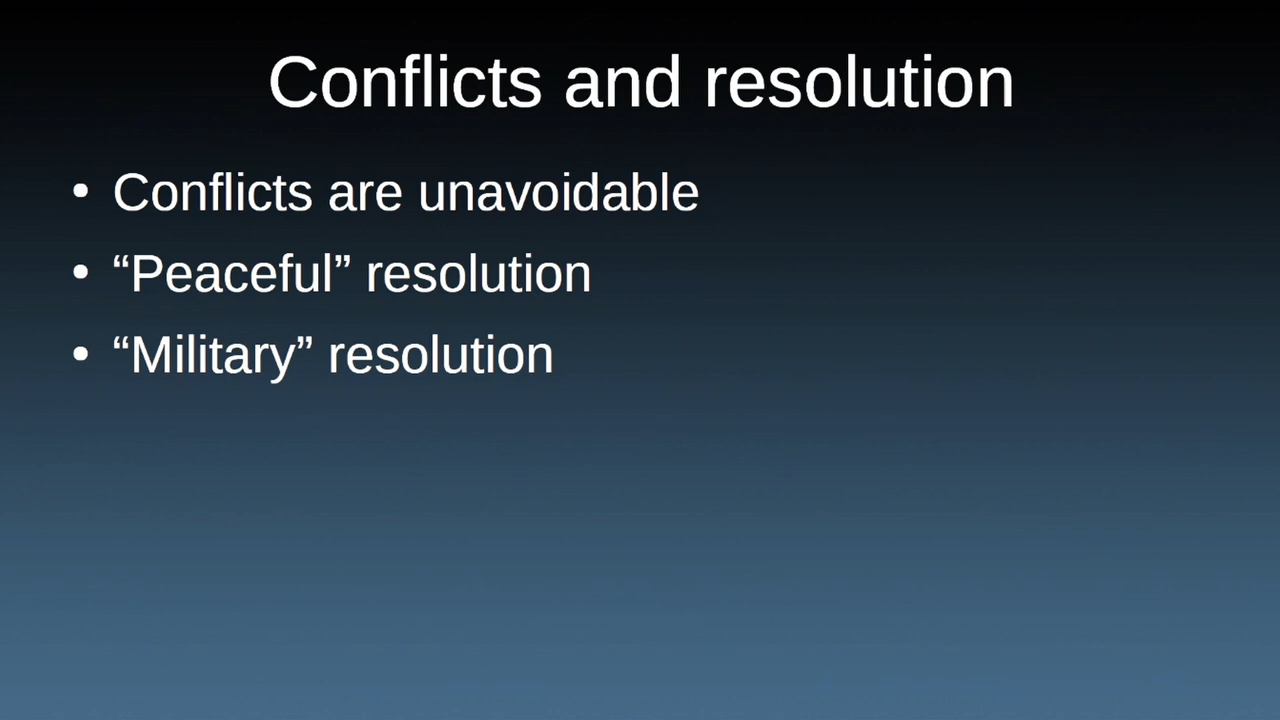 Conflicts and resolution
• Conflicts are unavoidable
• “Peaceful” resolution
• “Military” resolution